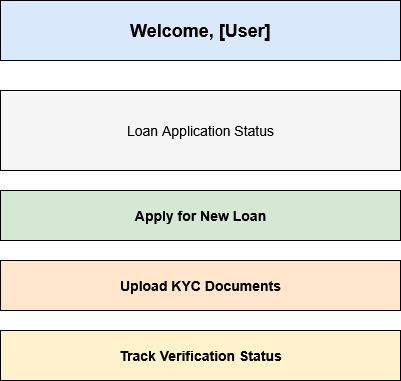 Welcome, [User]
Loan Application Status
Apply for New Loan
Upload KYC Documents
Track Verification Status